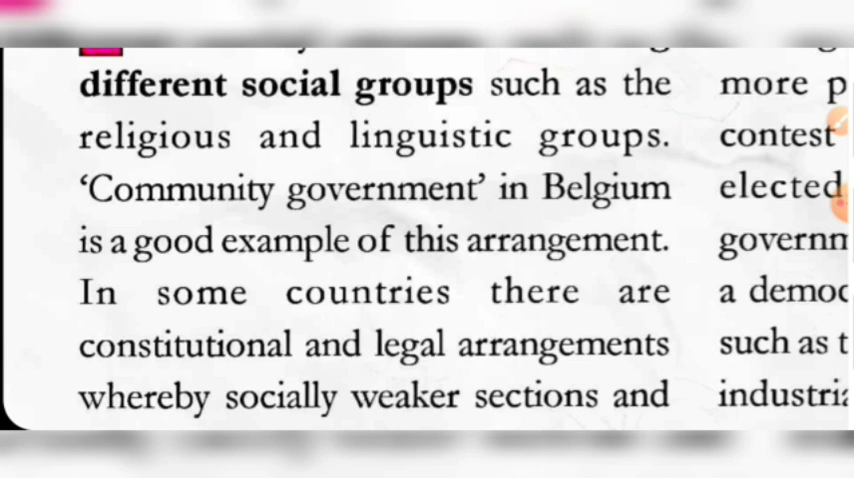 different social groups such as the
religious and linguistic groups.
‘Community government’ in Belgium
is a good example of this arrangement.
In some countries there are
constitutional and legal arrangements
whereby socially weaker sections and
more
contest
elected
a
such as